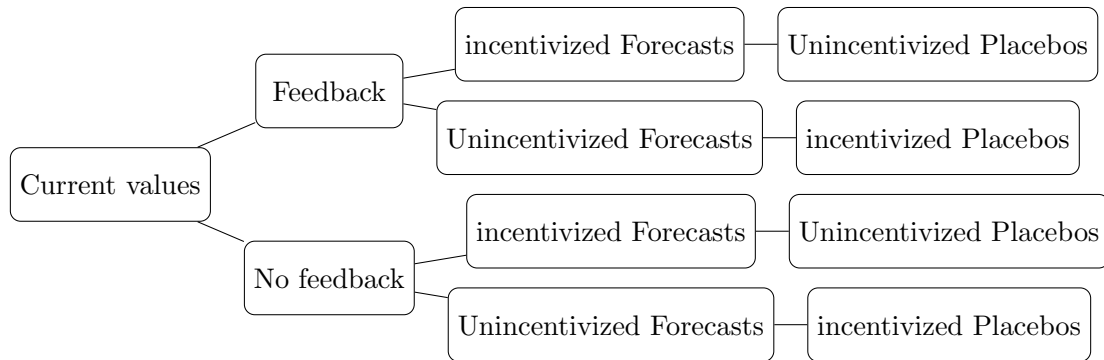 incentivized Forecasts
Unincentivized Placebos
Feedback
Unincentivized Forecasts
incentivized Placebos
Current values
incentivized Forecasts
Unincentivized Placebos
No feedback
Unincentivized Forecasts
incentivized Placebos